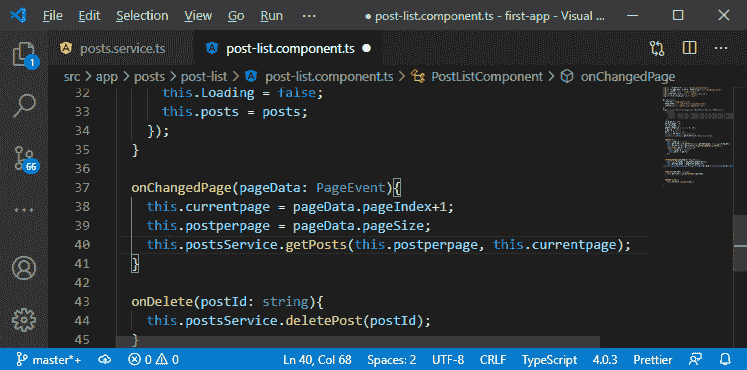 File Edit Selection View Go Run ... post-list.component.ts - first-app - Visual ...
posts.service.ts post-list.component.ts
src > app > posts > post-list > post-list.component.ts > PostListComponent > onChangedPage
32 this.Loading = false;
33 this.posts = posts;
34 });
35 }
36
37 onChangedPage(pageData: PageEvent){
38 this.currentpage = pageData.pageIndex+1;
39 this.postperpage = pageData.pageSize;
40 this.postsService.getPosts(this.postperpage, this.currentpage);
41 }
42
43 onDelete(postId: string){
44 this.postsService.deletePost(postId);
45 }
1
66
master*+ 0 0 Ln 40, Col 68 Spaces: 2 UTF-8 CRLF TypeScript 4.0.3 Prettier